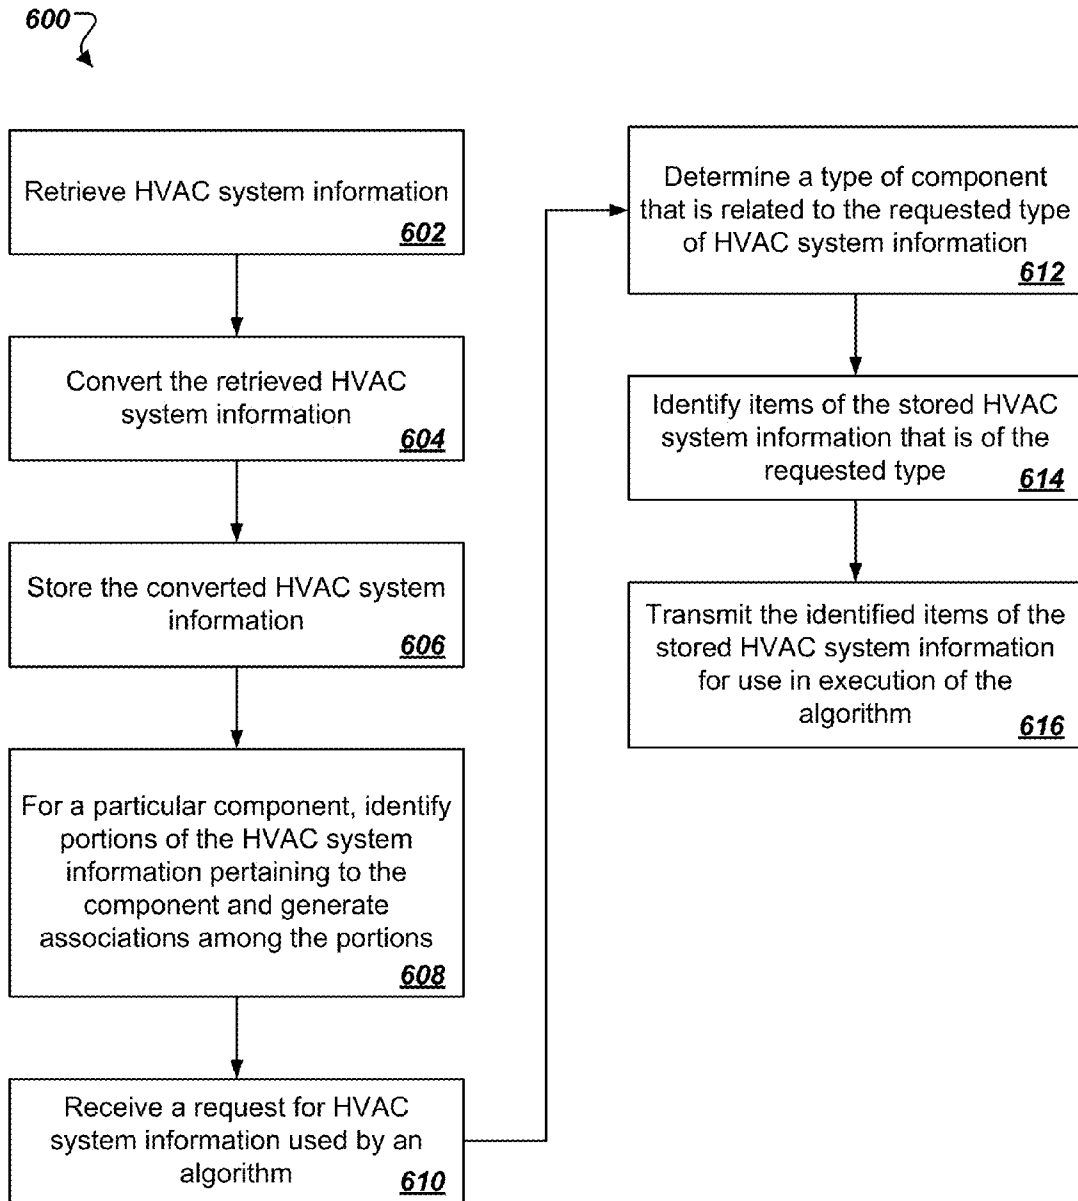 600
Retrieve HVAC system information
602
Convert the retrieved HVAC
system information
604
Store the converted HVAC system
information
606
For a particular component, identify
portions of the HVAC system
information pertaining to the
component and generate
associations among the portions
608
Receive a request for HVAC
system information used by an
algorithm
610
Determine a type of component
that is related to the requested type
of HVAC system information
612
Identify items of the stored HVAC
system information that is of the
requested type
614
Transmit the identified items of the
stored HVAC system information
for use in execution of the
algorithm
616